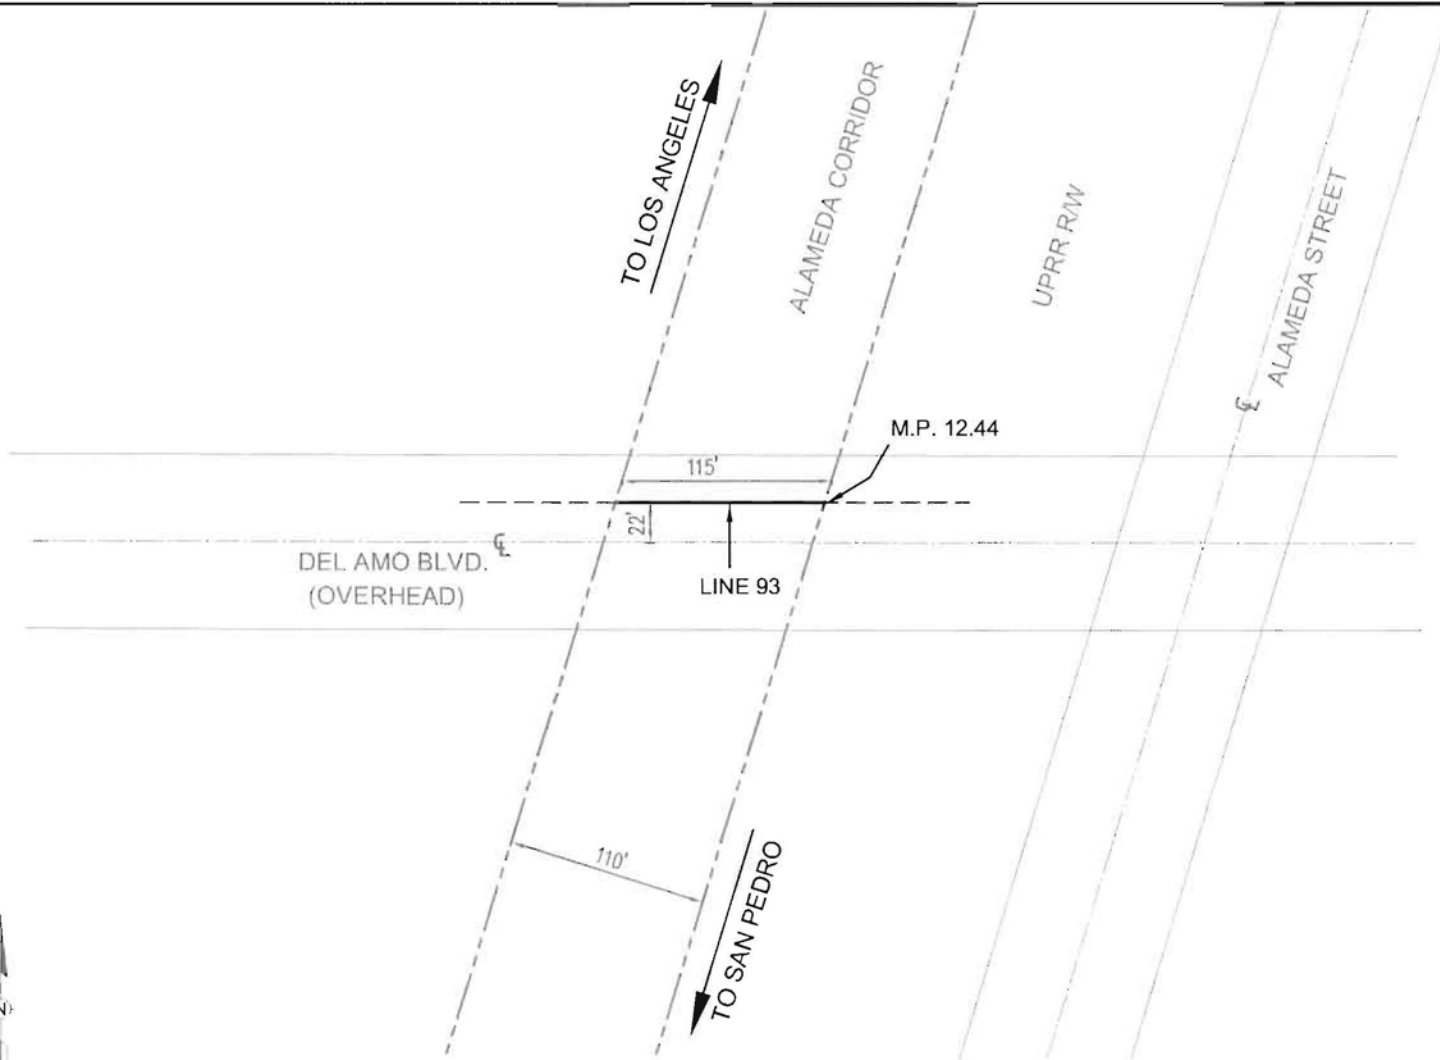 TO LOS ANGELES
ALAMEDA CORRIDOR
UPRR R/W
ALAMEDA STREET
℄
M.P. 12.44
115'
22'
℄
DEL AMO BLVD.
(OVERHEAD)
LINE 93
110'
TO SAN PEDRO
N